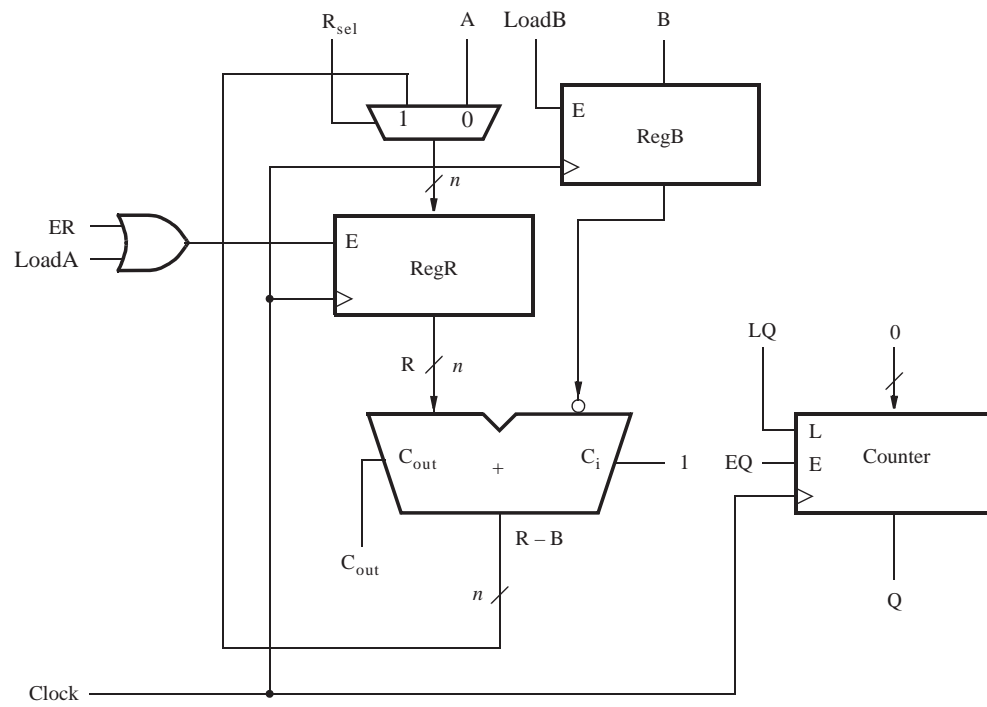 R_sel
A
LoadB
B
1
0
E
RegB
n
ER
LoadA
E
RegR
R
n
LQ
0
C_out
+
C_i
1
EQ
L
E
Counter
R – B
C_out
n
Q
Clock